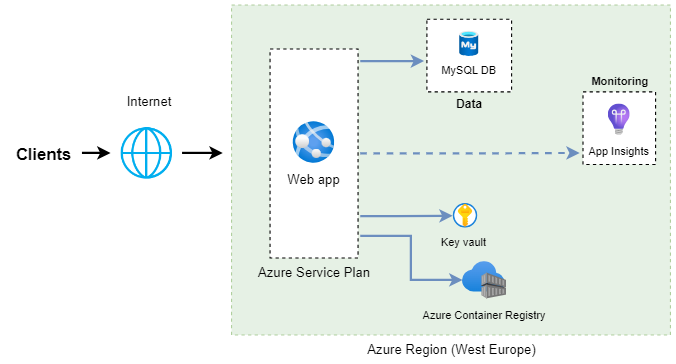 MySQL DB
Data
Monitoring
App Insights
Internet
Clients
Web app
Key vault
Azure Service Plan
Azure Container Registry
Azure Region (West Europe)